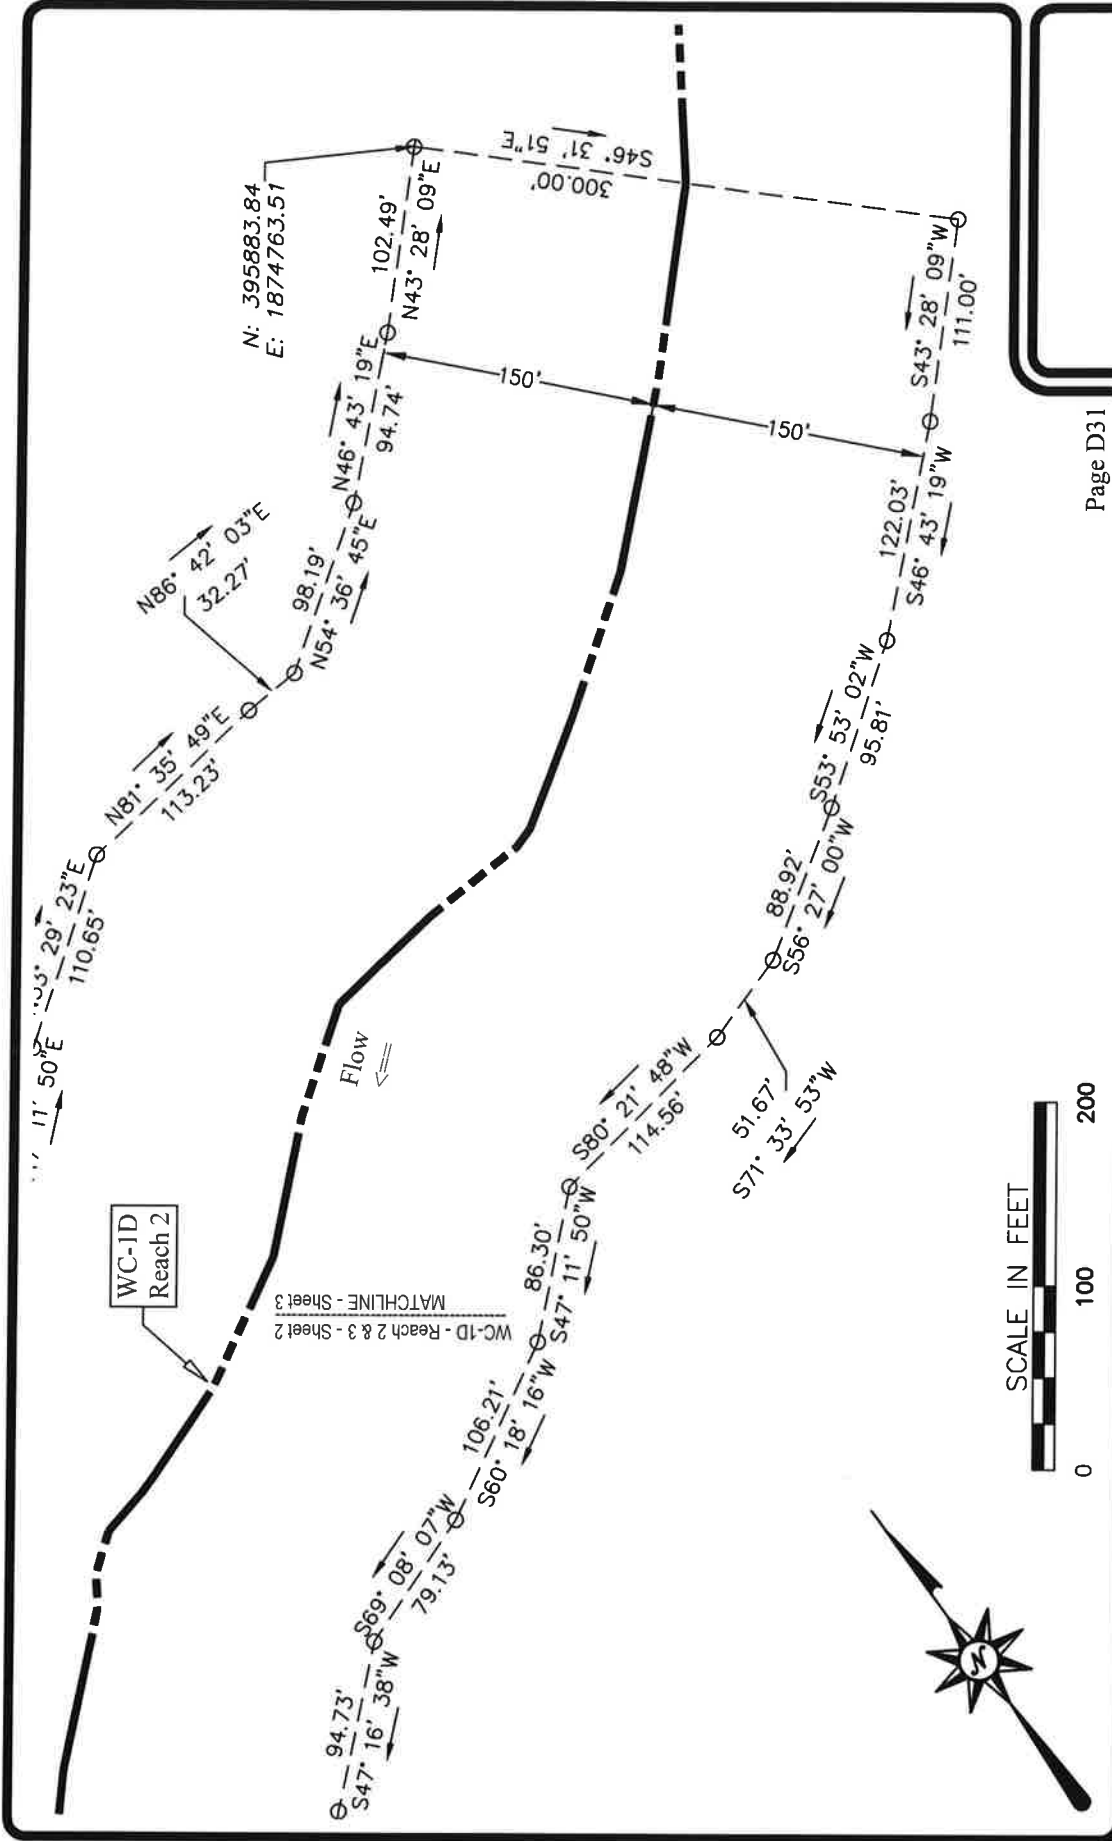 11' 50"E
29' 23"E
110.65'
N81° 35' 49"E
113.23'
N86° 42' 03"E
32.27'
98.19'
N54° 36' 45"E
N46° 43' 19"E
94.74'
102.49'
N43° 28' 09"E
N: 395883.84
E: 1874763.51
S46° 31' 51"E
300.00'
150'
150'
S43° 28' 09"W
111.00'
122.03'
S46° 43' 19"W
S53° 53' 02"W
95.81'
88.92'
S56° 27' 00"W
51.67'
S71° 33' 53"W
S80° 21' 48"W
114.56'
86.30'
S47° 11' 50"W
106.21'
S60° 18' 16"W
S69° 08' 07"W
79.13'
94.73'
S47° 16' 38"W
Flow
WC-1D
Reach 2
WC-1D - Reach 2 & 3 - Sheet 2
MATCHLINE - Sheet 3
SCALE IN FEET
0 100 200
N
Page D31